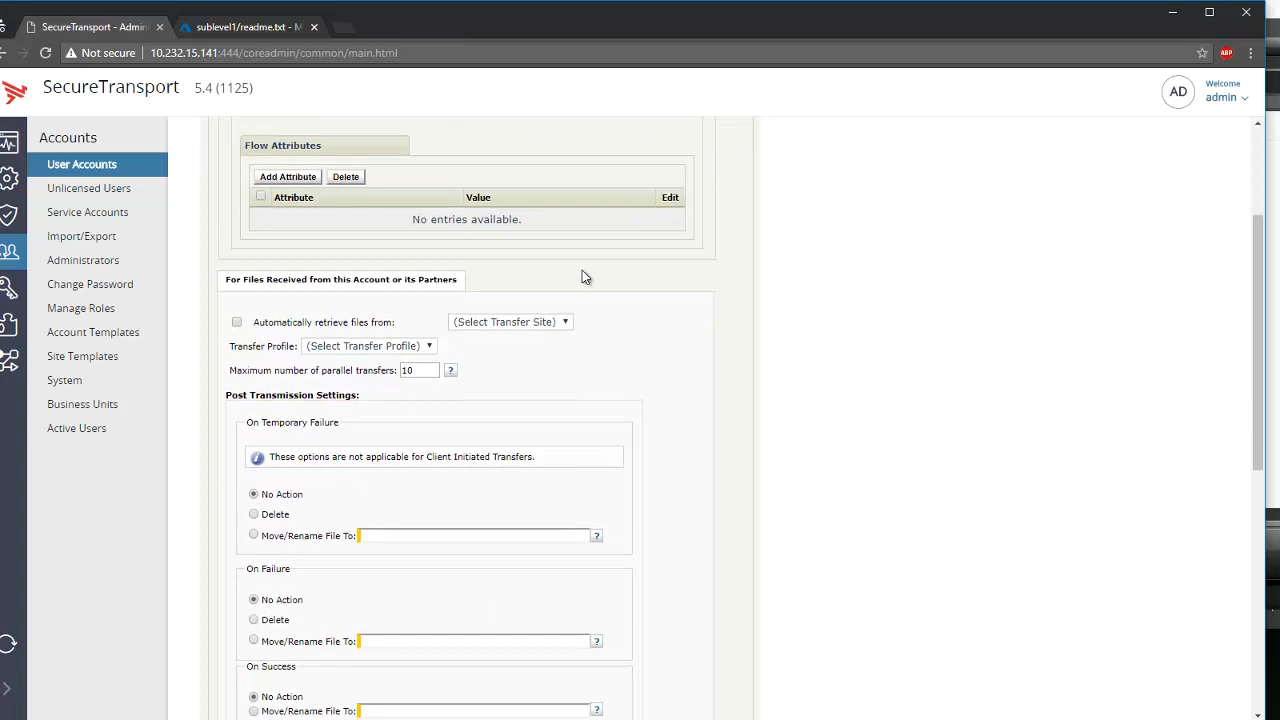 SecureTransport - Admin
sublevel1/readme.txt - M
Not secure
10.232.15.141:444/coreadmin/common/main.html
ABP
SecureTransport
5.4 (1125)
AD
Welcome
admin
Accounts
User Accounts
Unlicensed Users
Service Accounts
Import/Export
Administrators
Change Password
Manage Roles
Account Templates
Site Templates
System
Business Units
Active Users
Flow Attributes
Add Attribute Delete
Attribute Value Edit
No entries available.
For Files Received from this Account or its Partners
Automatically retrieve files from: (Select Transfer Site)
Transfer Profile: (Select Transfer Profile)
Maximum number of parallel transfers: 10 ?
Post Transmission Settings:
On Temporary Failure
These options are not applicable for Client Initiated Transfers.
No Action
Delete
Move/Rename File To: ?
On Failure
No Action
Delete
Move/Rename File To: ?
On Success
No Action
Move/Rename File To: ?